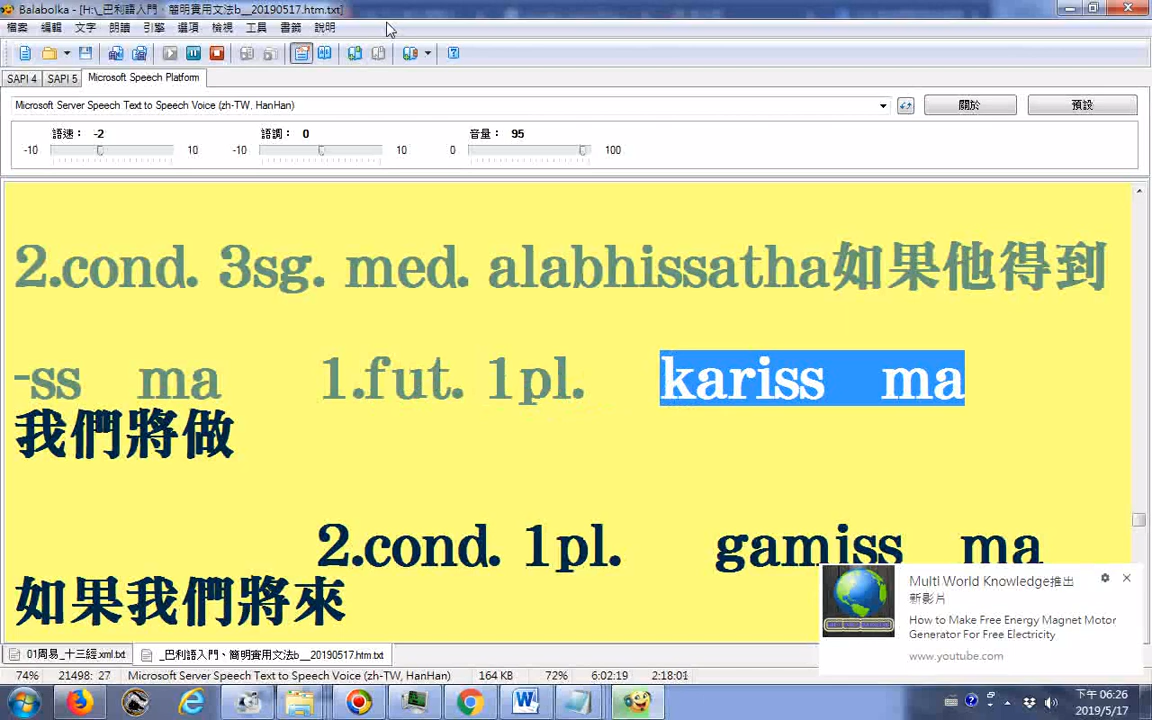 Balabolka - [H:\_巴利語入門、簡明實用文法b__20190517.htm.txt]
檔案 編輯 文字 朗讀 引擎 選項 檢視 工具 書籤 說明
SAPI 4 SAPI 5 Microsoft Speech Platform
Microsoft Server Speech Text to Speech Voice (zh-TW, HanHan) 關於 預設
語速： -2 語調： 0 音量： 95
-10 10 -10 10 0 100
2.cond. 3sg. med. alabhissatha如果他得到
-ss ma 1.fut. 1pl. kariss ma
我們將做
2.cond. 1pl. gamiss ma
如果我們將來
Multi World Knowledge推出
新影片
How to Make Free Energy Magnet Motor
Generator For Free Electricity
www.youtube.com
01周易_十三經.xml.txt _巴利語入門、簡明實用文法b__20190517.htm.txt
74% 21498: 27 Microsoft Server Speech Text to Speech Voice (zh-TW, HanHan) 164 KB 72% 6:02:19 2:18:01
下午 06:26
2019/5/17